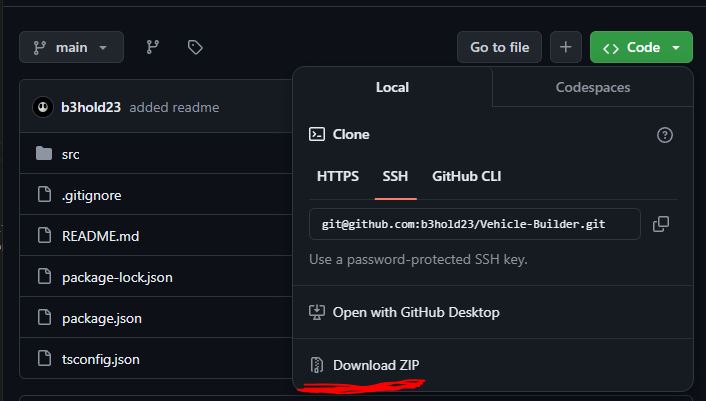 main
Go to file
Code
b3hold23 added readme
src
.gitignore
README.md
package-lock.json
package.json
tsconfig.json
Local
Codespaces
Clone
HTTPS
SSH
GitHub CLI
git@github.com:b3hold23/Vehicle-Builder.git
Use a password-protected SSH key.
Open with GitHub Desktop
Download ZIP